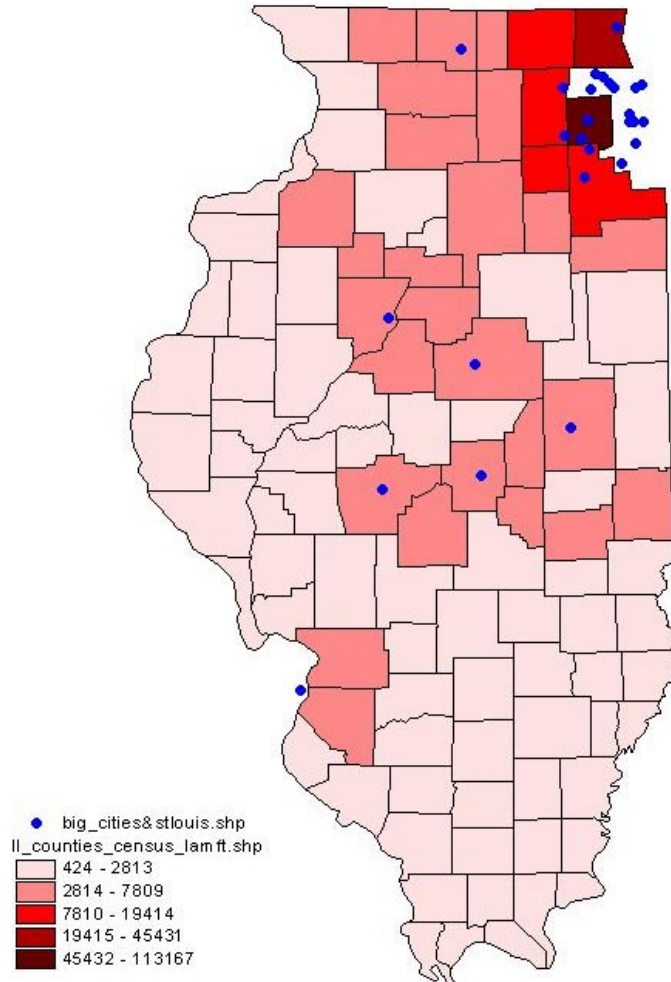 big_cities&stlouis.shp
Il_counties_census_lamft.shp
424 - 2813
2814 - 7809
7810 - 19414
19415 - 45431
45432 - 113167